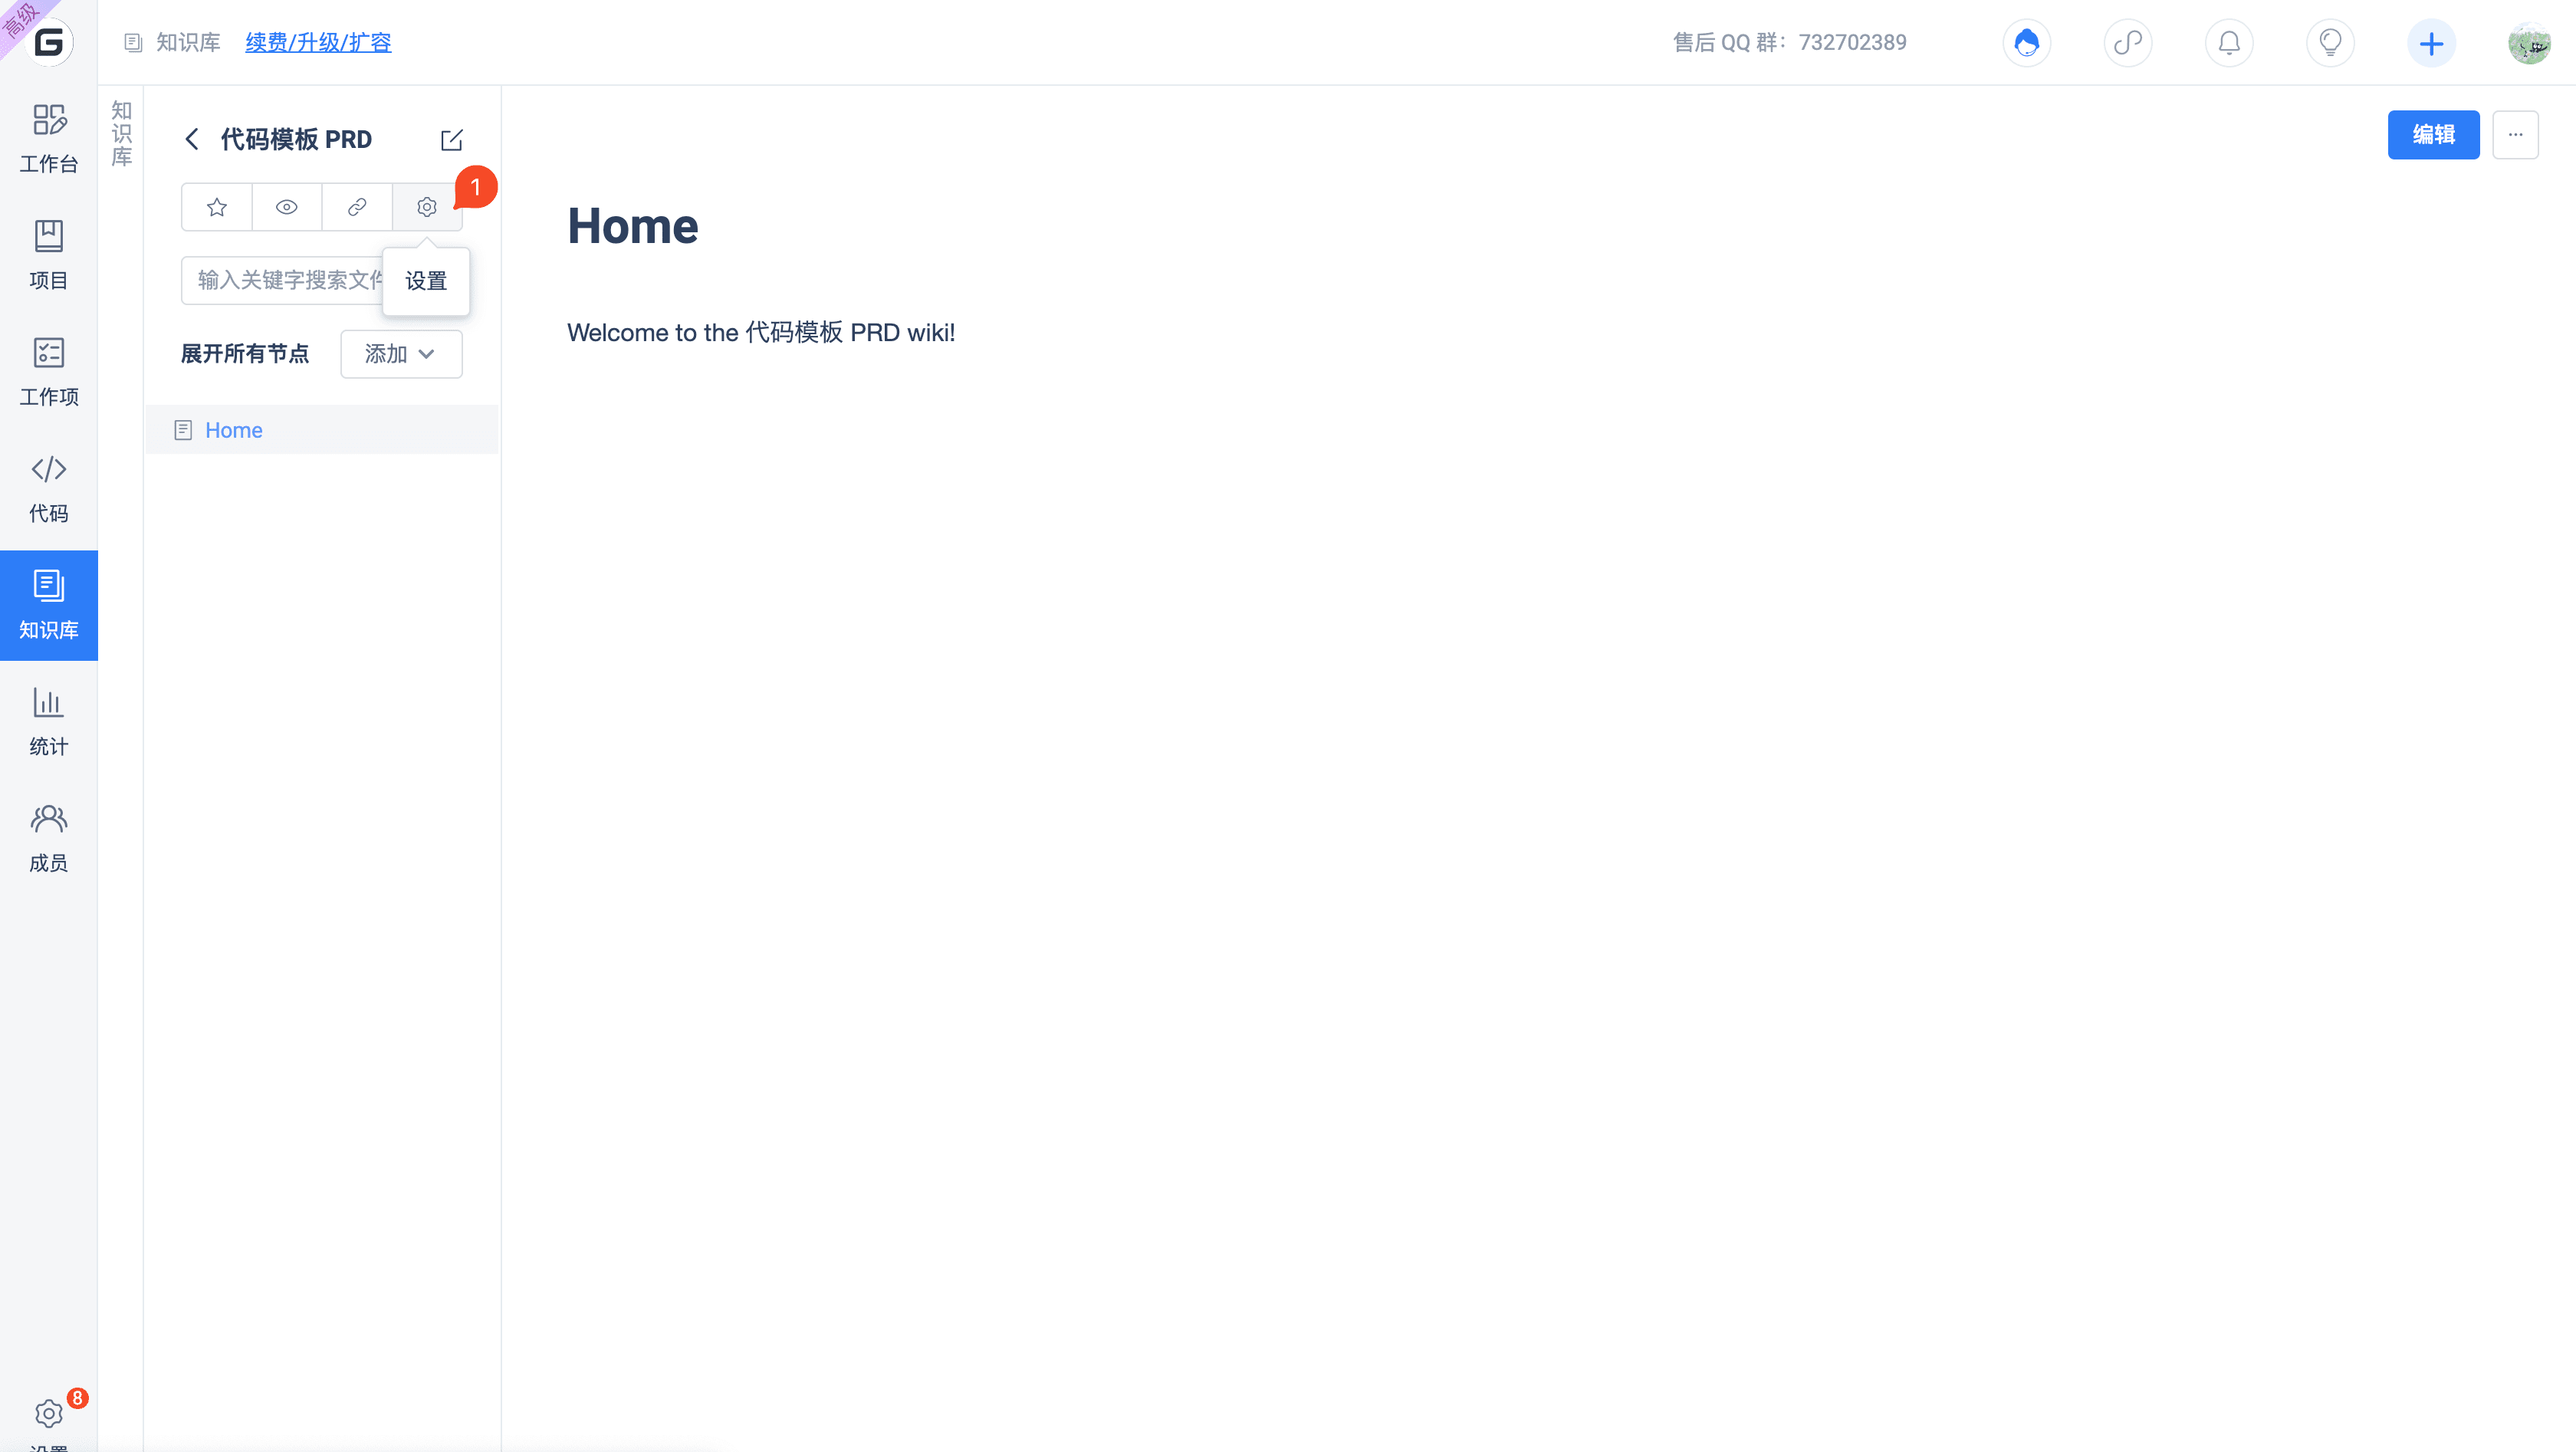 高级
知识库 续费/升级/扩容 售后 QQ 群：732702389
工作台
项目
工作项
代码
知识库
统计
成员
8
知识库
代码模板 PRD
1
设置
输入关键字搜索文件
展开所有节点 添加
Home
编辑 ...
Home
Welcome to the 代码模板 PRD wiki!